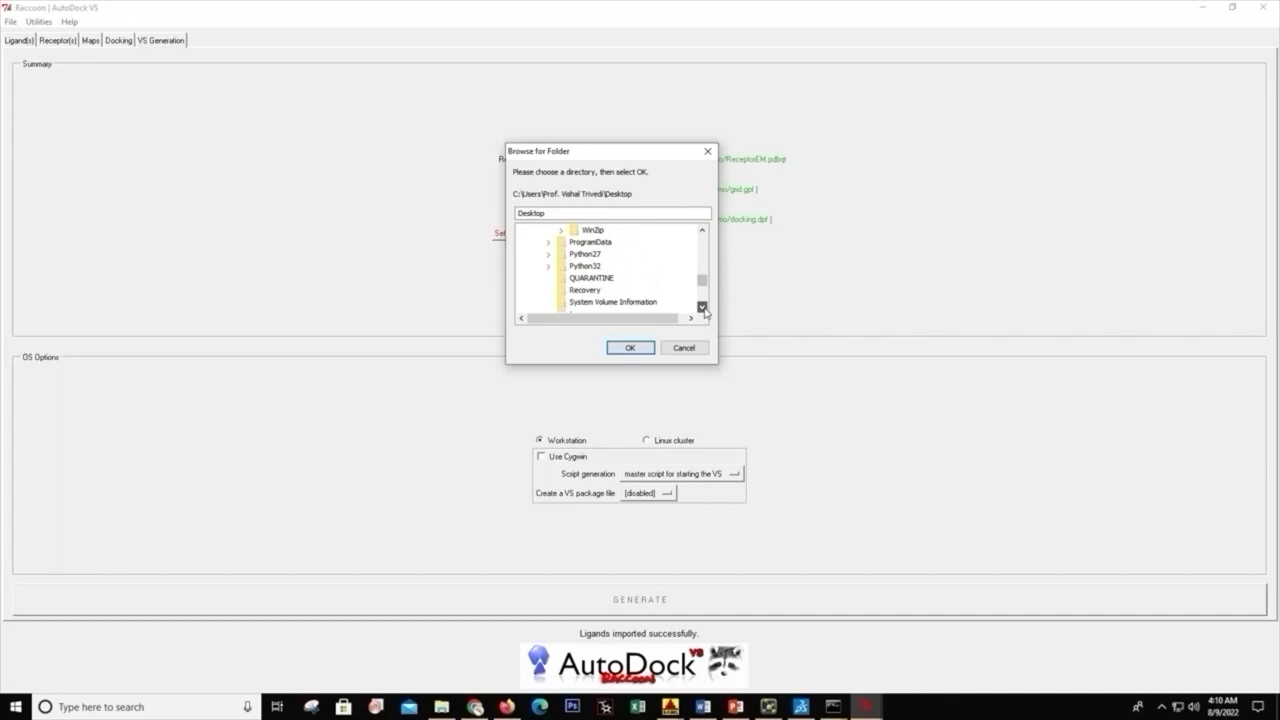 Raccoon | AutoDock VS
File Utilities Help
Ligand(s) Receptor(s) Maps Docking VS Generation
Summary
Browse for Folder
Please choose a directory, then select OK.
C:\Users\Prof. Vishal Trivedi\Desktop
Desktop
WinZip
ProgramData
Python27
Python32
QUARANTINE
Recovery
System Volume Information
OK Cancel
o/ReceptorEM.pdbqt
mo/grid.gpf ]
mo/docking.dpf ]
OS Options
Workstation Linux cluster
Use Cygwin
Script generation master script for starting the VS
Create a VS package file [disabled]
GENERATE
Ligands imported successfully.
AutoDock VS
Raccoon
Type here to search
4:10 AM
8/9/2022